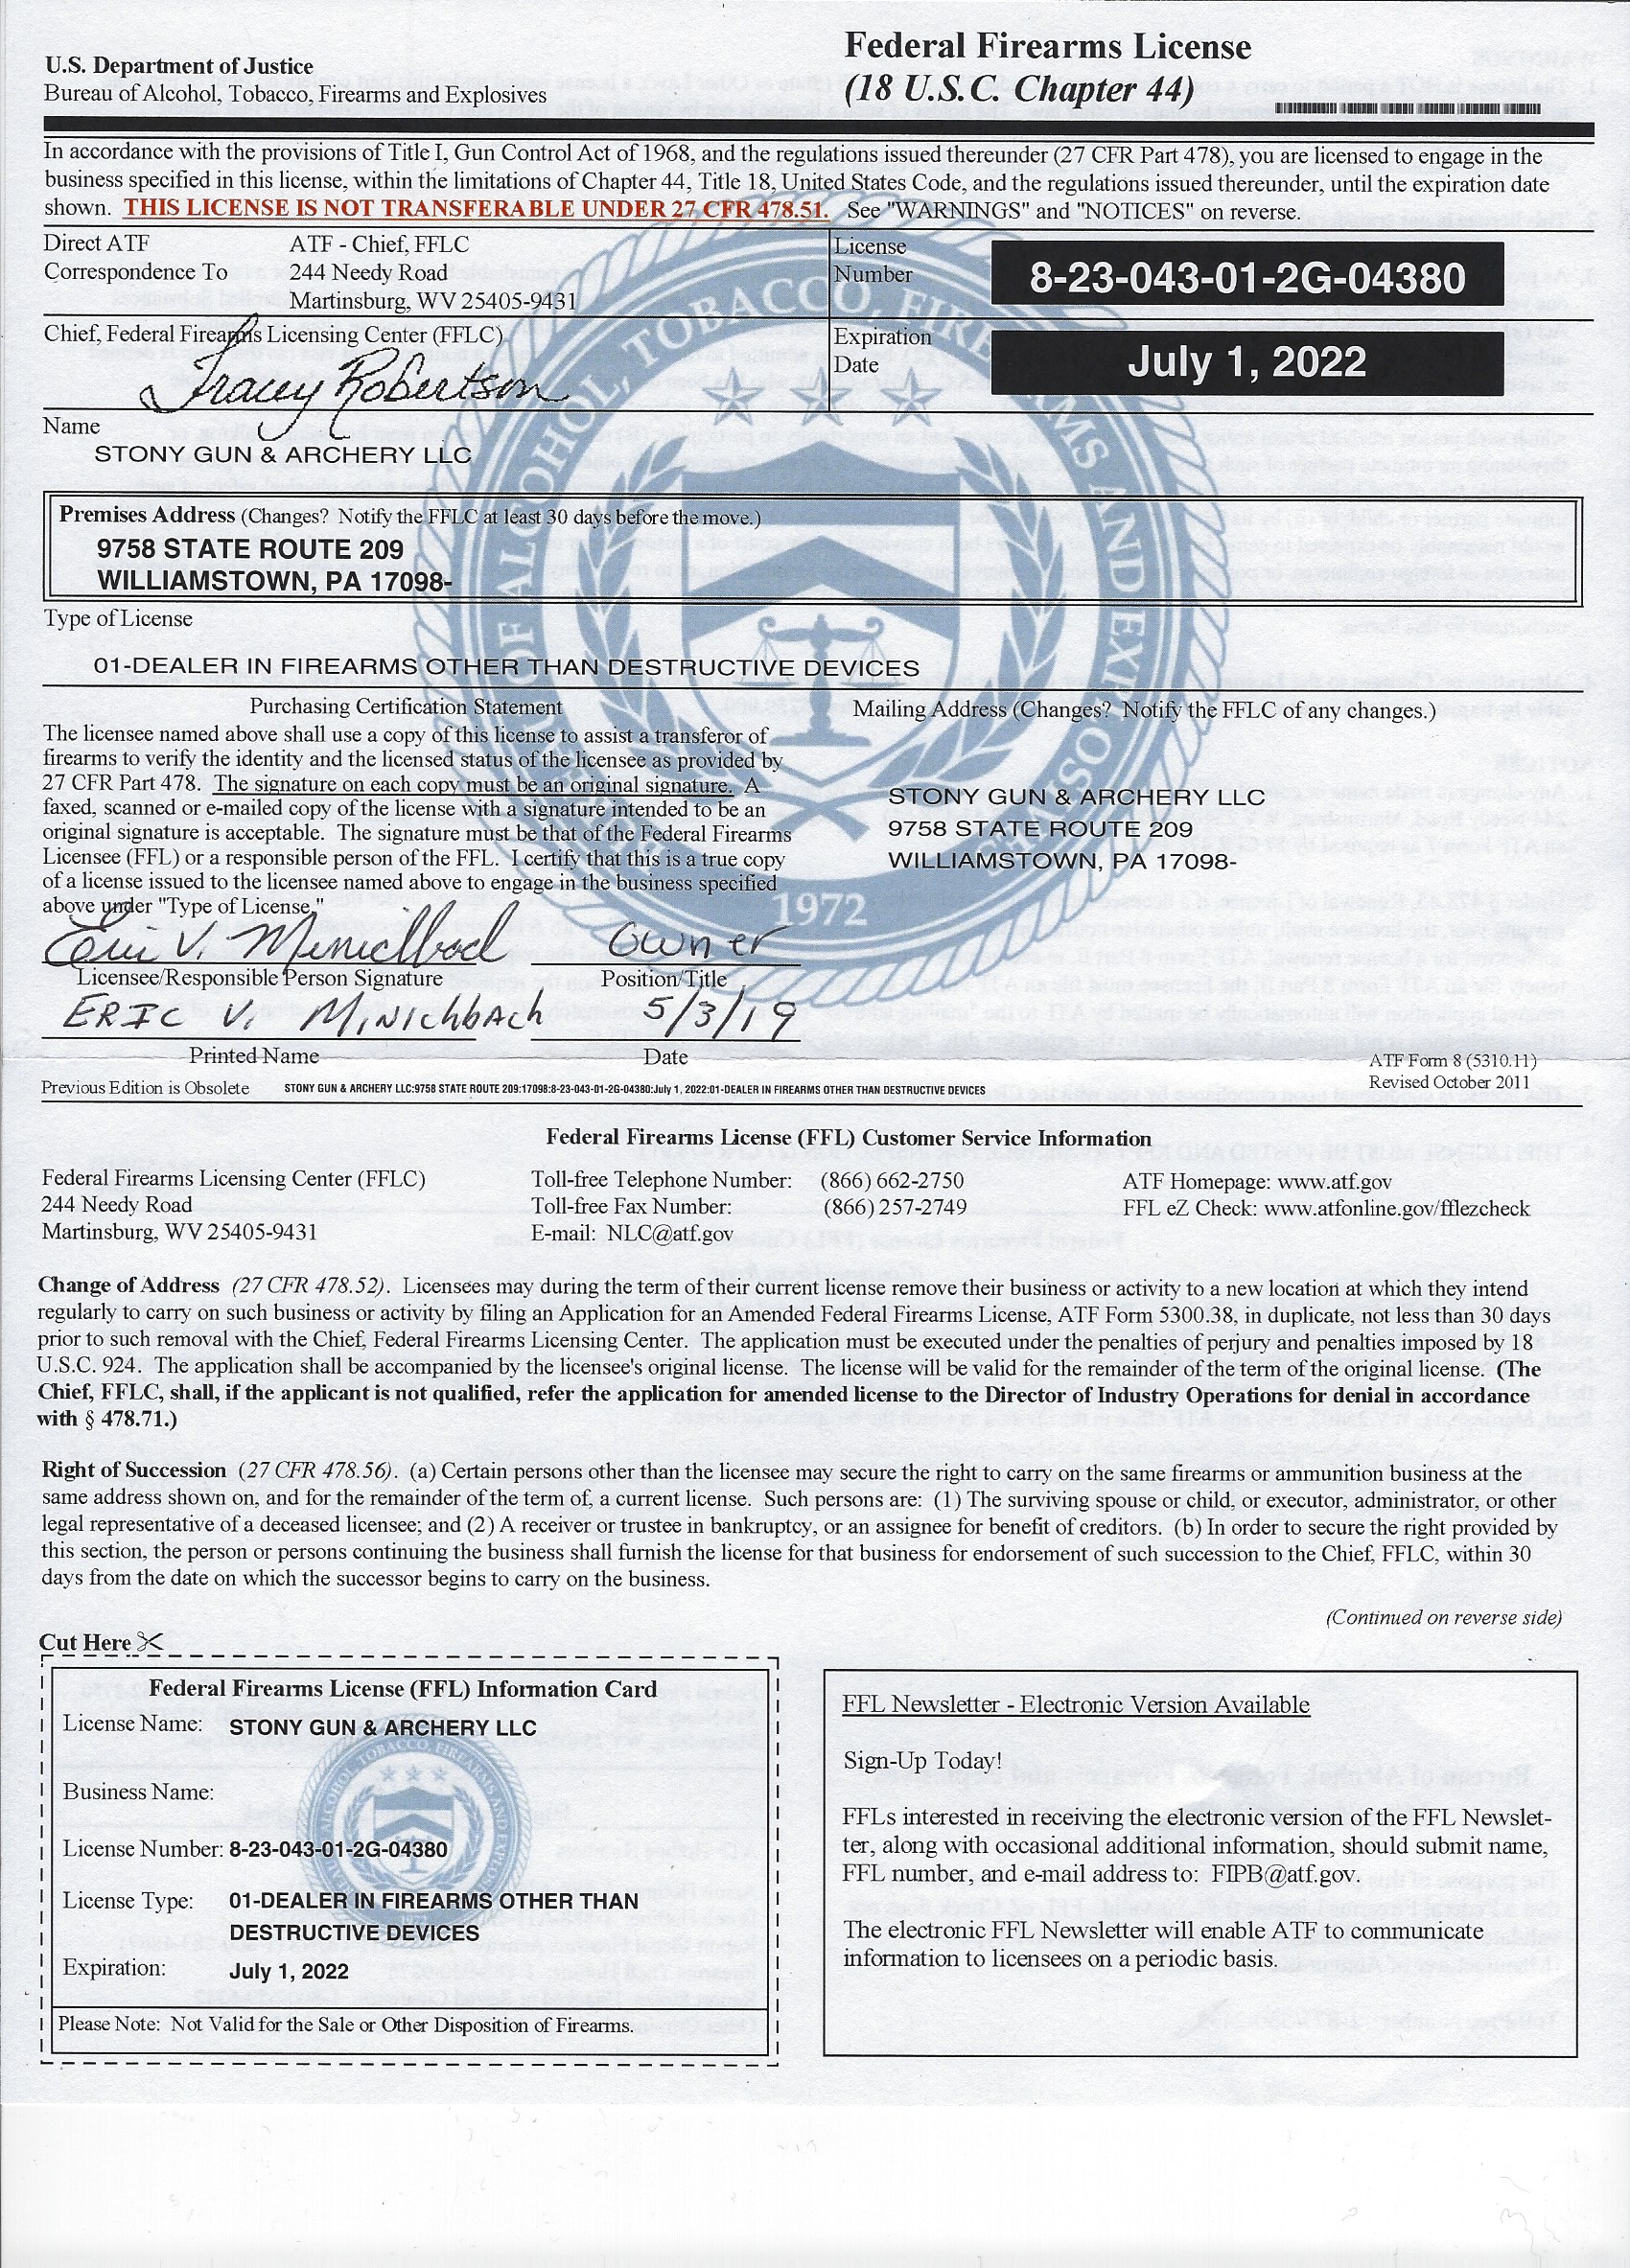 U.S. Department of Justice
Bureau of Alcohol, Tobacco, Firearms and Explosives
Federal Firearms License
(18 U.S.C. Chapter 44)
In accordance with the provisions of Title I, Gun Control Act of 1968, and the regulations issued thereunder (27 CFR Part 478), you are licensed to engage in the
business specified in this license, within the limitations of Chapter 44, Title 18, United States Code, and the regulations issued thereunder, until the expiration date
shown. THIS LICENSE IS NOT TRANSFERABLE UNDER 27 CFR 478.51. See "WARNINGS" and "NOTICES" on reverse.
Direct ATF
Correspondence To
ATF - Chief, FFLC
244 Needy Road
Martinsburg, WV 25405-9431
License
Number
8-23-043-01-2G-04380
Chief, Federal Firearms Licensing Center (FFLC)
Tracey Robertson
Expiration
Date
July 1, 2022
Name
STONY GUN & ARCHERY LLC
Premises Address (Changes? Notify the FFLC at least 30 days before the move.)
9758 STATE ROUTE 209
WILLIAMSTOWN, PA 17098-
Type of License
01-DEALER IN FIREARMS OTHER THAN DESTRUCTIVE DEVICES
Purchasing Certification Statement
The licensee named above shall use a copy of this license to assist a transferor of
firearms to verify the identity and the licensed status of the licensee as provided by
27 CFR Part 478. The signature on each copy must be an original signature. A
faxed, scanned or e-mailed copy of the license with a signature intended to be an
original signature is acceptable. The signature must be that of the Federal Firearms
Licensee (FFL) or a responsible person of the FFL. I certify that this is a true copy
of a license issued to the licensee named above to engage in the business specified
above under "Type of License."
Mailing Address (Changes? Notify the FFLC of any changes.)
STONY GUN & ARCHERY LLC
9758 STATE ROUTE 209
WILLIAMSTOWN, PA 17098-
BUREAU OF ALCOHOL, TOBACCO, FIREARMS AND EXPLOSIVES
1972
Eric V. Minichbach
Owner
Licensee/Responsible Person Signature
Position/Title
ERIC V. MINICHbACH
5/3/19
Printed Name
Date
ATF Form 8 (5310.11)
Revised October 2011
Previous Edition is Obsolete
STONY GUN & ARCHERY LLC:9758 STATE ROUTE 209:17098:8-23-043-01-2G-04380:July 1, 2022:01-DEALER IN FIREARMS OTHER THAN DESTRUCTIVE DEVICES
Federal Firearms License (FFL) Customer Service Information
Federal Firearms Licensing Center (FFLC)
244 Needy Road
Martinsburg, WV 25405-9431
Toll-free Telephone Number: (866) 662-2750
Toll-free Fax Number: (866) 257-2749
E-mail: NLC@atf.gov
ATF Homepage: www.atf.gov
FFL eZ Check: www.atfonline.gov/fflezcheck
Change of Address (27 CFR 478.52). Licensees may during the term of their current license remove their business or activity to a new location at which they intend
regularly to carry on such business or activity by filing an Application for an Amended Federal Firearms License, ATF Form 5300.38, in duplicate, not less than 30 days
prior to such removal with the Chief, Federal Firearms Licensing Center. The application must be executed under the penalties of perjury and penalties imposed by 18
U.S.C. 924. The application shall be accompanied by the licensee's original license. The license will be valid for the remainder of the term of the original license. (The
Chief, FFLC, shall, if the applicant is not qualified, refer the application for amended license to the Director of Industry Operations for denial in accordance
with § 478.71.)
Right of Succession (27 CFR 478.56). (a) Certain persons other than the licensee may secure the right to carry on the same firearms or ammunition business at the
same address shown on, and for the remainder of the term of, a current license. Such persons are: (1) The surviving spouse or child, or executor, administrator, or other
legal representative of a deceased licensee; and (2) A receiver or trustee in bankruptcy, or an assignee for benefit of creditors. (b) In order to secure the right provided by
this section, the person or persons continuing the business shall furnish the license for that business for endorsement of such succession to the Chief, FFLC, within 30
days from the date on which the successor begins to carry on the business.
(Continued on reverse side)
Cut Here
Federal Firearms License (FFL) Information Card
License Name: STONY GUN & ARCHERY LLC
Business Name:
License Number: 8-23-043-01-2G-04380
License Type: 01-DEALER IN FIREARMS OTHER THAN
DESTRUCTIVE DEVICES
Expiration: July 1, 2022
Please Note: Not Valid for the Sale or Other Disposition of Firearms.
FFL Newsletter - Electronic Version Available
Sign-Up Today!
FFLs interested in receiving the electronic version of the FFL Newslet-
ter, along with occasional additional information, should submit name,
FFL number, and e-mail address to: FIPB@atf.gov.
The electronic FFL Newsletter will enable ATF to communicate
information to licensees on a periodic basis.